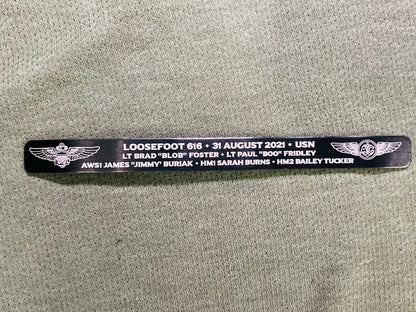 LOOSEFOOT 616 • 31 AUGUST 2021 • USN
LT BRAD "BLOB" FOSTER • LT PAUL "BOO" FRIDLEY
AWS1 JAMES "JIMMY' BURIAK • HM1 SARAH BURNS • HM2 BAILEY TUCKER